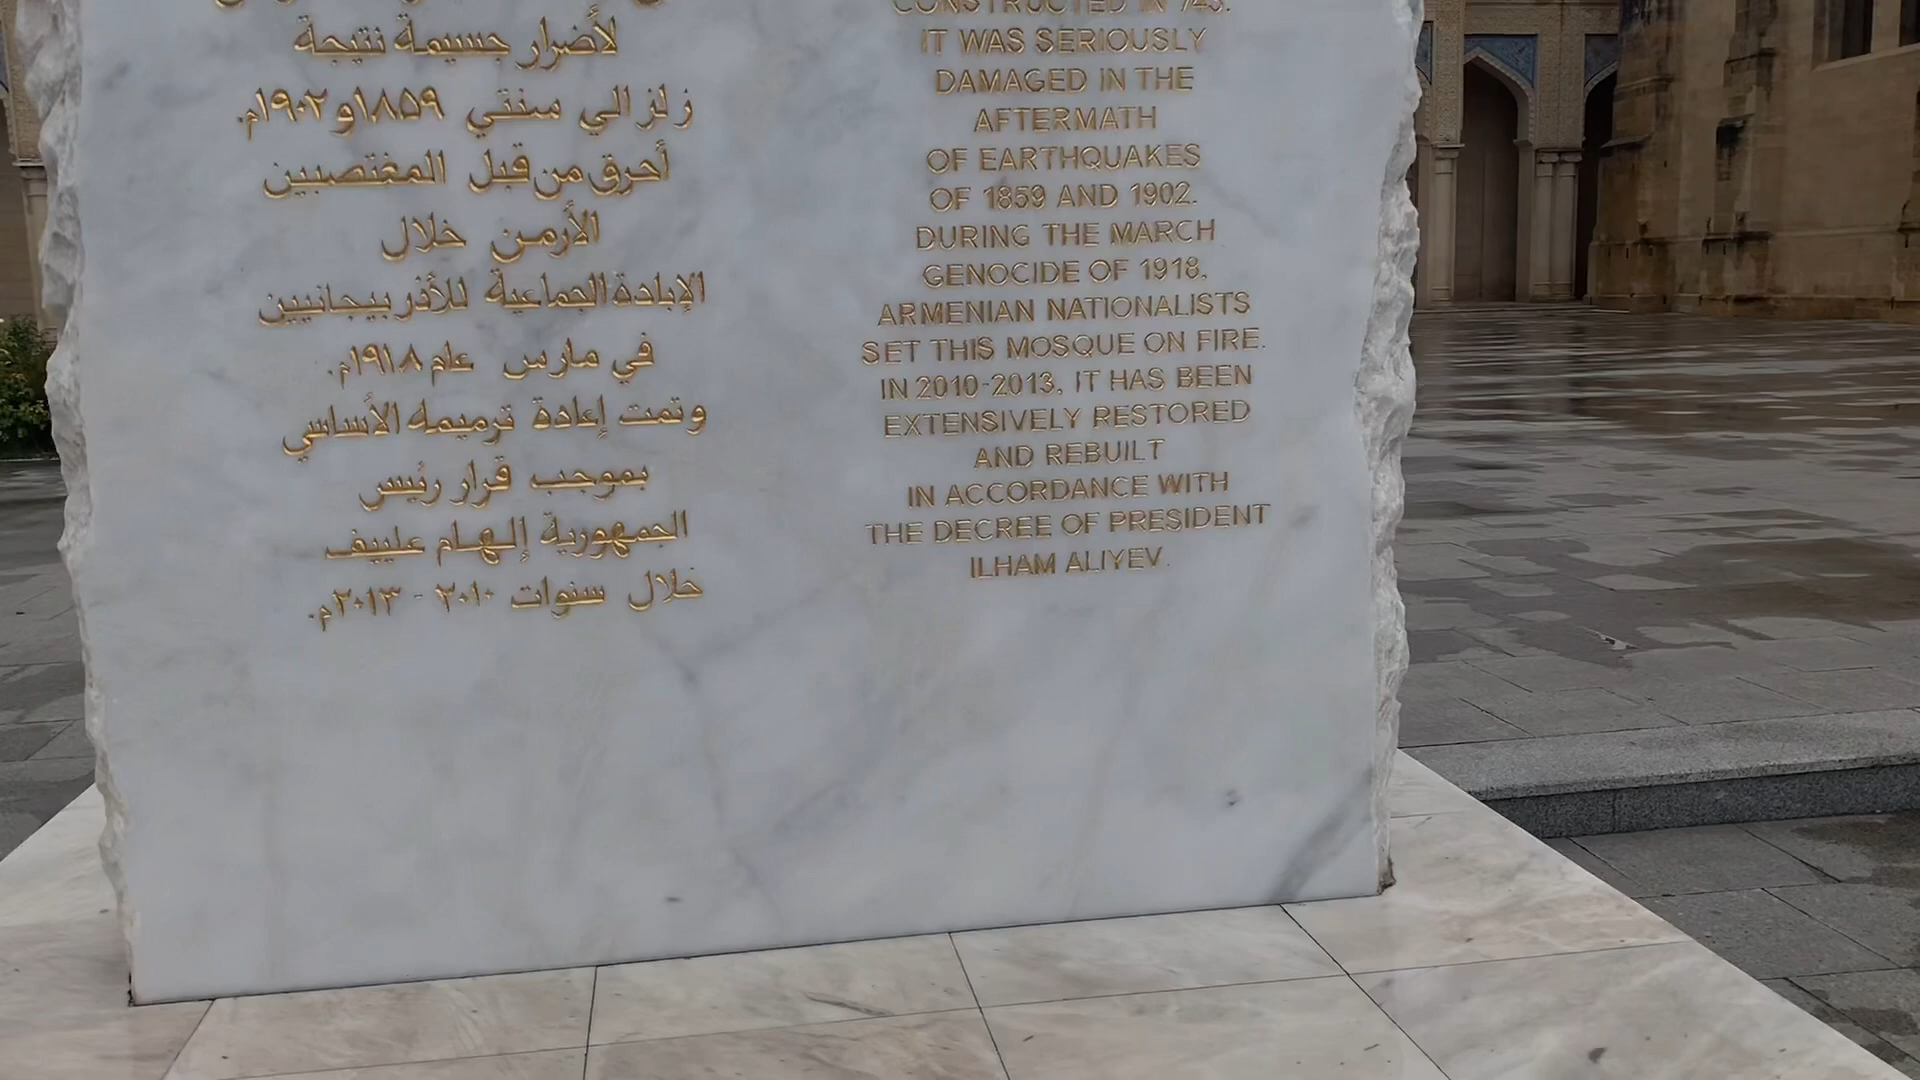 لأضرار جسيمة نتيجة
زلزالي سنتي ١٨٥٩و١٩٠٢م.
أحرق من قبل المغتصبين
الأرمن خلال
الإبادة الجماعية للأذربيجانيين
في مارس عام ١٩١٨م.
وتمت إعادة ترميمه الأساسي
بموجب قرار رئيس
الجمهورية إلهام علييف
خلال سنوات ٢٠١٠ - ٢٠١٣م.
CONSTRUCTED IN 743.
IT WAS SERIOUSLY
DAMAGED IN THE
AFTERMATH
OF EARTHQUAKES
OF 1859 AND 1902.
DURING THE MARCH
GENOCIDE OF 1918,
ARMENIAN NATIONALISTS
SET THIS MOSQUE ON FIRE.
IN 2010-2013, IT HAS BEEN
EXTENSIVELY RESTORED
AND REBUILT
IN ACCORDANCE WITH
THE DECREE OF PRESIDENT
ILHAM ALIYEV.